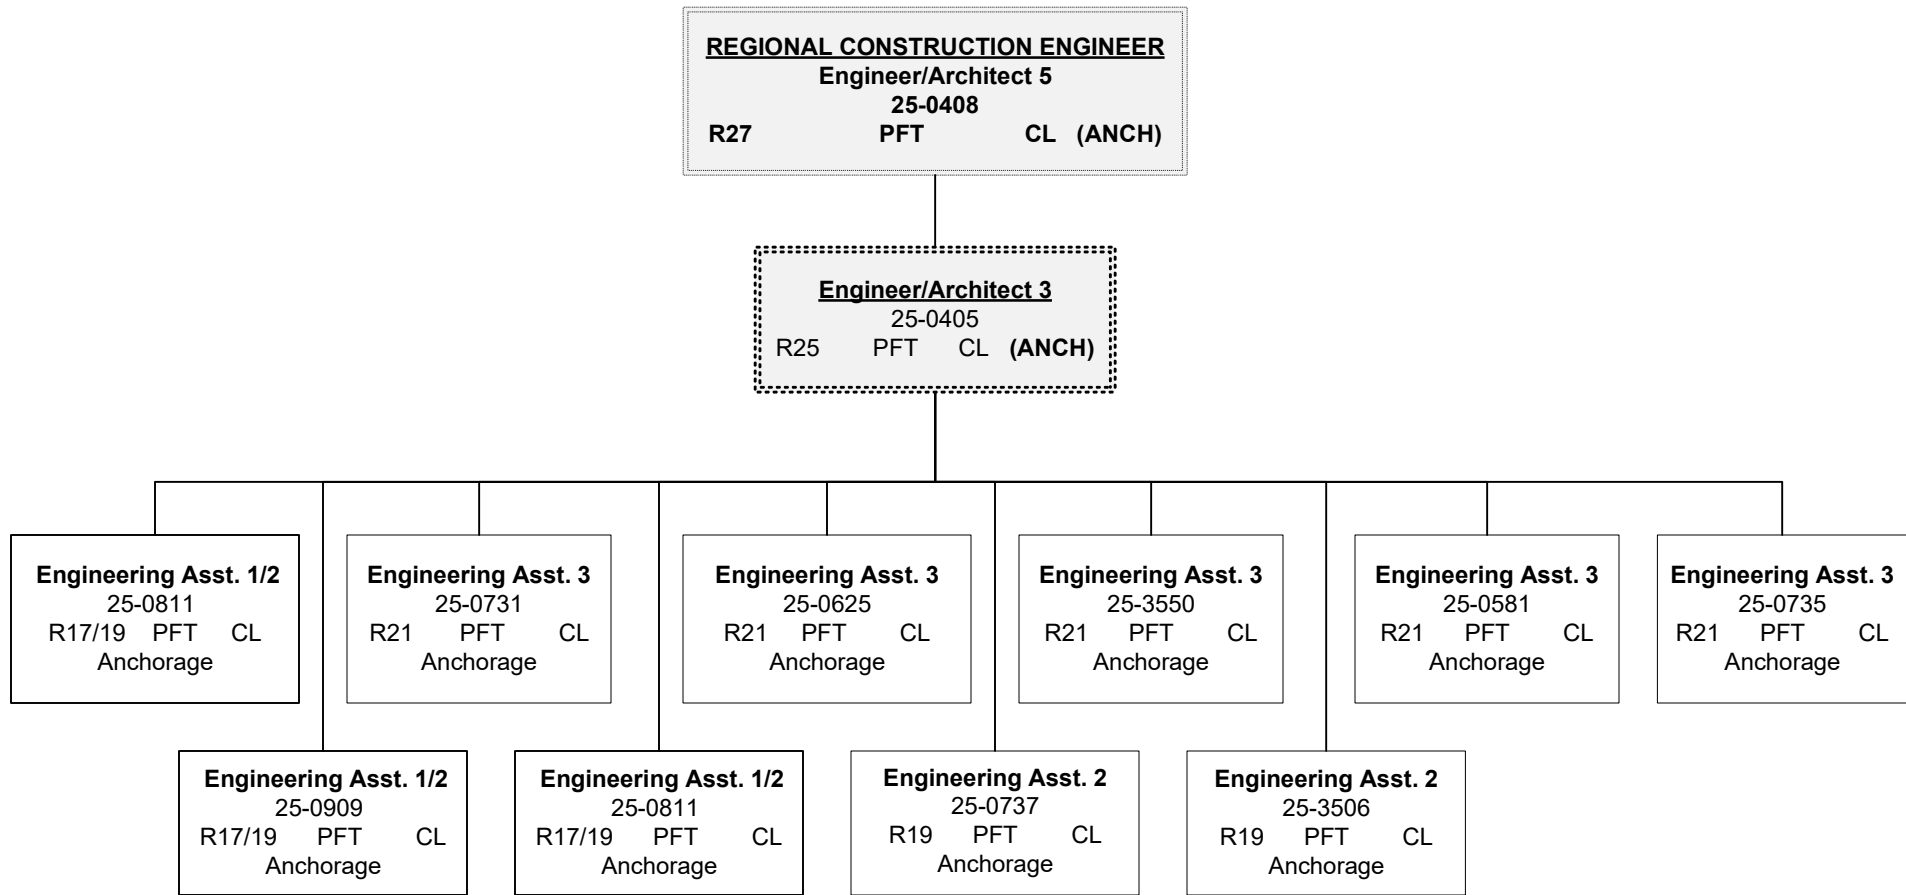 REGIONAL CONSTRUCTION ENGINEER
Engineer/Architect 5
25-0408
R27 PFT CL (ANCH)
Engineer/Architect 3
25-0405
R25 PFT CL (ANCH)
Engineering Asst. 1/2
25-0811
R17/19 PFT CL
Anchorage
Engineering Asst. 3
25-0731
R21 PFT CL
Anchorage
Engineering Asst. 3
25-0625
R21 PFT CL
Anchorage
Engineering Asst. 3
25-3550
R21 PFT CL
Anchorage
Engineering Asst. 3
25-0581
R21 PFT CL
Anchorage
Engineering Asst. 3
25-0735
R21 PFT CL
Anchorage
Engineering Asst. 1/2
25-0909
R17/19 PFT CL
Anchorage
Engineering Asst. 1/2
25-0811
R17/19 PFT CL
Anchorage
Engineering Asst. 2
25-0737
R19 PFT CL
Anchorage
Engineering Asst. 2
25-3506
R19 PFT CL
Anchorage